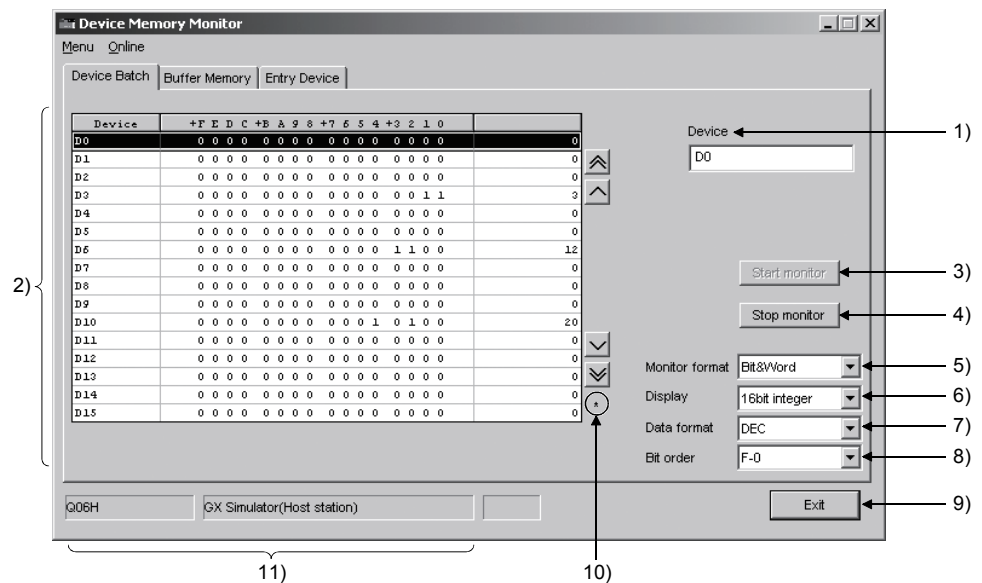 Device Memory Monitor
Menu Online
Device Batch Buffer Memory Entry Device
Device +F E D C +B A 9 8 +7 6 5 4 +3 2 1 0
D0 0 0 0 0 0 0 0 0 0 0 0 0 0 0 0 0 0
D1 0 0 0 0 0 0 0 0 0 0 0 0 0 0 0 0 0
D2 0 0 0 0 0 0 0 0 0 0 0 0 0 0 0 0 0
D3 0 0 0 0 0 0 0 0 0 0 0 0 0 0 1 1 3
D4 0 0 0 0 0 0 0 0 0 0 0 0 0 0 0 0 0
D5 0 0 0 0 0 0 0 0 0 0 0 0 0 0 0 0 0
D6 0 0 0 0 0 0 0 0 0 0 0 0 1 1 0 0 12
D7 0 0 0 0 0 0 0 0 0 0 0 0 0 0 0 0 0
D8 0 0 0 0 0 0 0 0 0 0 0 0 0 0 0 0 0
D9 0 0 0 0 0 0 0 0 0 0 0 0 0 0 0 0 0
D10 0 0 0 0 0 0 0 0 0 0 0 1 0 1 0 0 20
D11 0 0 0 0 0 0 0 0 0 0 0 0 0 0 0 0 0
D12 0 0 0 0 0 0 0 0 0 0 0 0 0 0 0 0 0
D13 0 0 0 0 0 0 0 0 0 0 0 0 0 0 0 0 0
D14 0 0 0 0 0 0 0 0 0 0 0 0 0 0 0 0 0
D15 0 0 0 0 0 0 0 0 0 0 0 0 0 0 0 0 0
*
2)
Device 1)
D0
Start monitor 3)
Stop monitor 4)
Monitor format Bit&Word 5)
Display 16bit integer 6)
Data format DEC 7)
Bit order F-0 8)
Q06H GX Simulator(Host station) Exit 9)
11) 10)